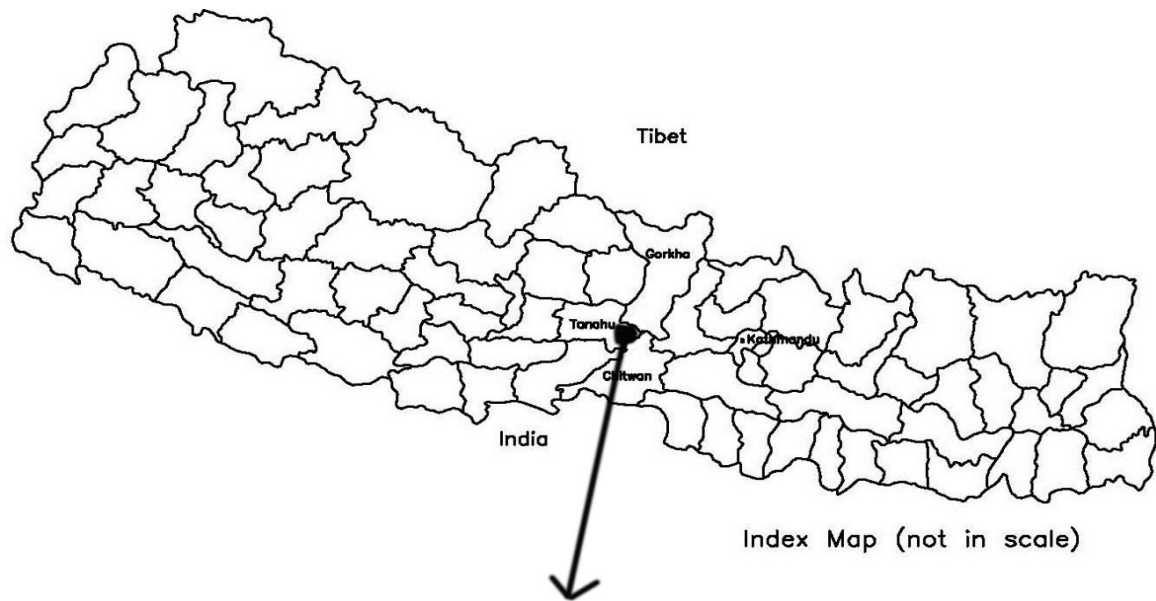 Tibet
Gorkha
Tanahu
Kathmandu
Chitwan
India
Index Map (not in scale)